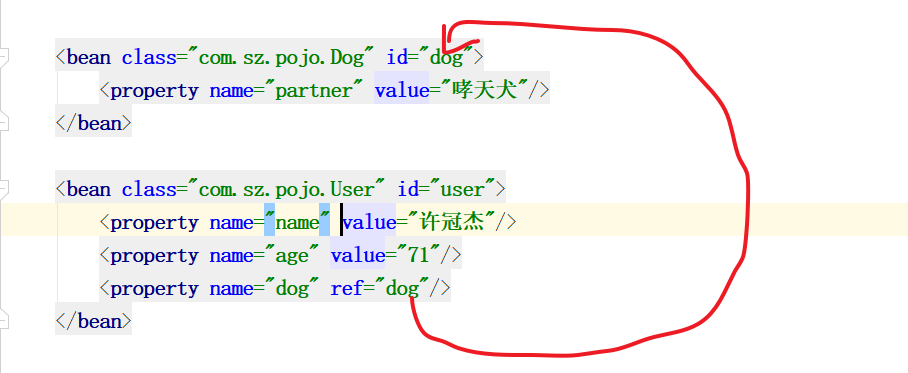 <bean class="com.sz.pojo.Dog" id="dog">
<property name="partner" value="哮天犬"/>
</bean>
<bean class="com.sz.pojo.User" id="user">
<property name="name" value="许冠杰"/>
<property name="age" value="71"/>
<property name="dog" ref="dog"/>
</bean>